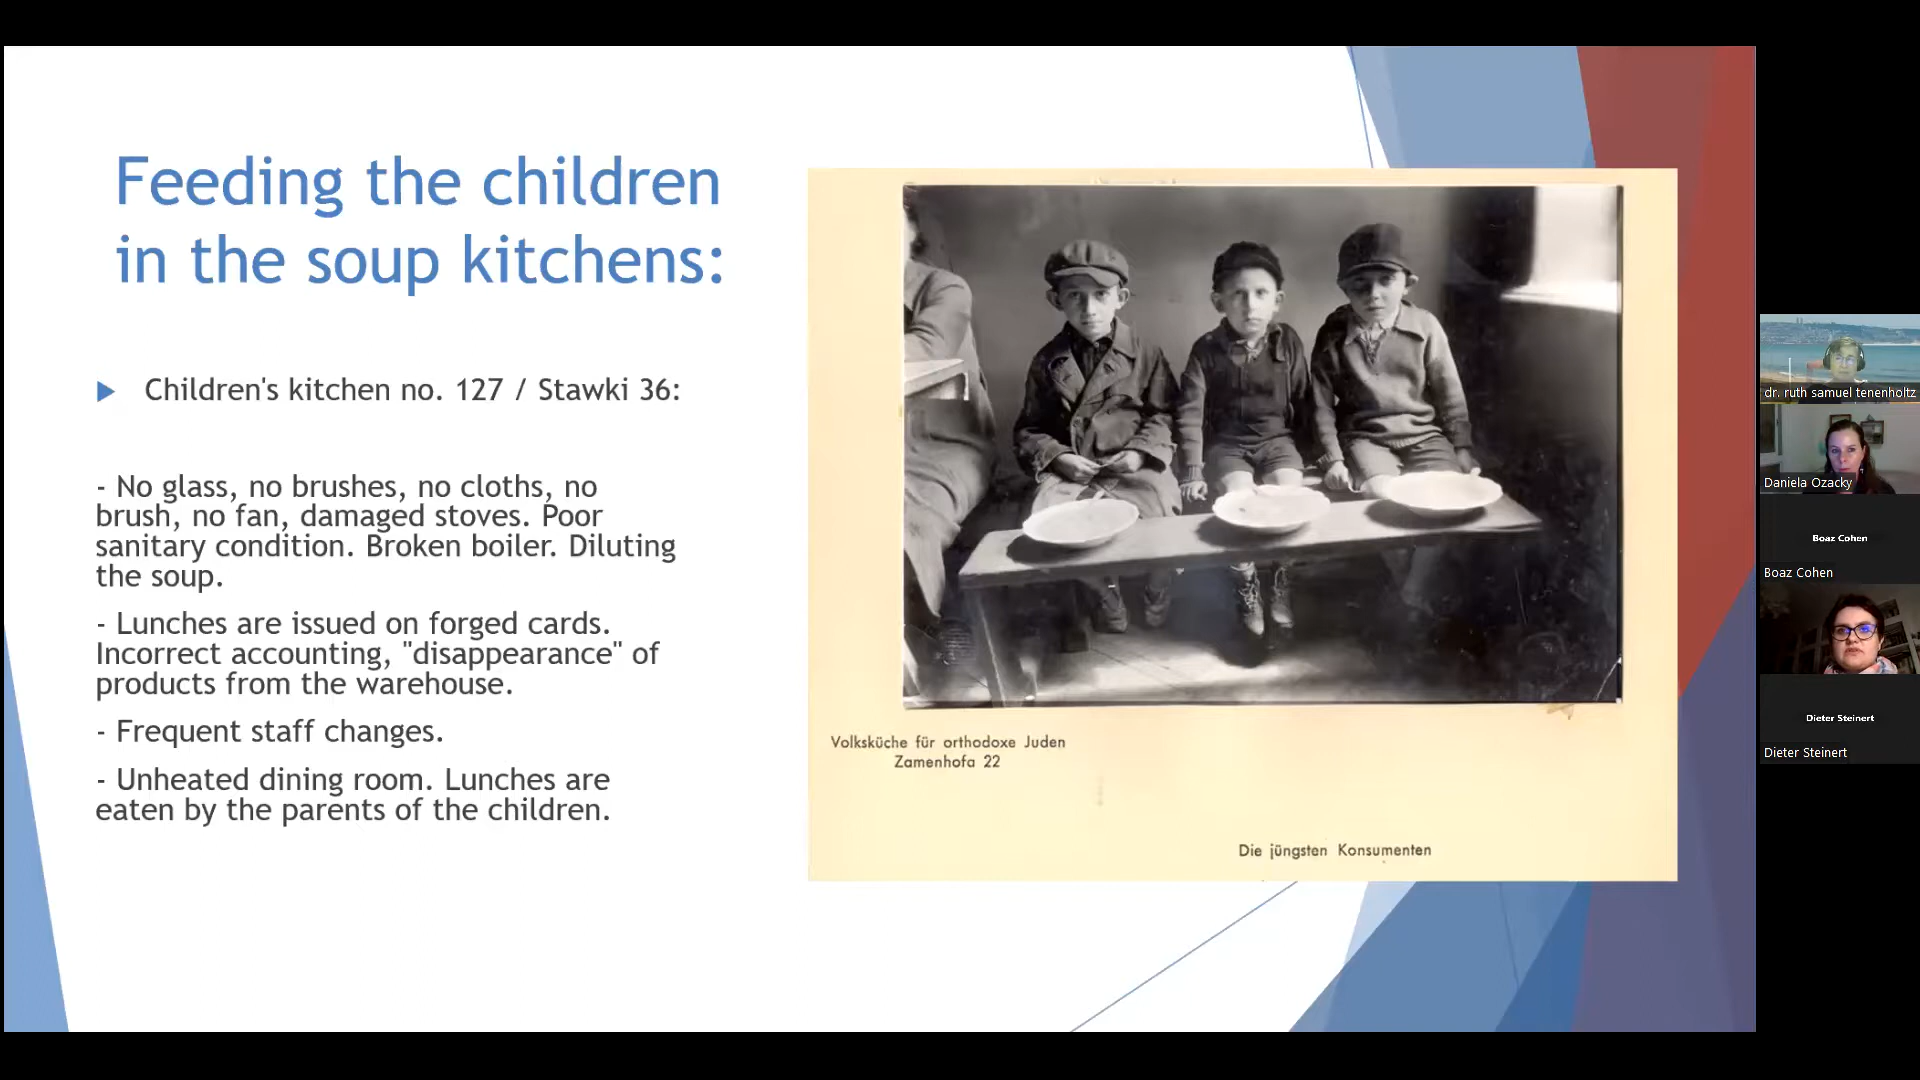 Feeding the children
in the soup kitchens:
Children's kitchen no. 127 / Stawki 36:
- No glass, no brushes, no cloths, no
brush, no fan, damaged stoves. Poor
sanitary condition. Broken boiler. Diluting
the soup.
- Lunches are issued on forged cards.
Incorrect accounting, "disappearance" of
products from the warehouse.
- Frequent staff changes.
- Unheated dining room. Lunches are
eaten by the parents of the children.
Volksküche für orthodoxe Juden
Zamenhofa 22
Die jüngsten Konsumenten
dr. ruth samuel tenenholtz
Daniela Ozacky
Boaz Cohen
Boaz Cohen
Dieter Steinert
Dieter Steinert